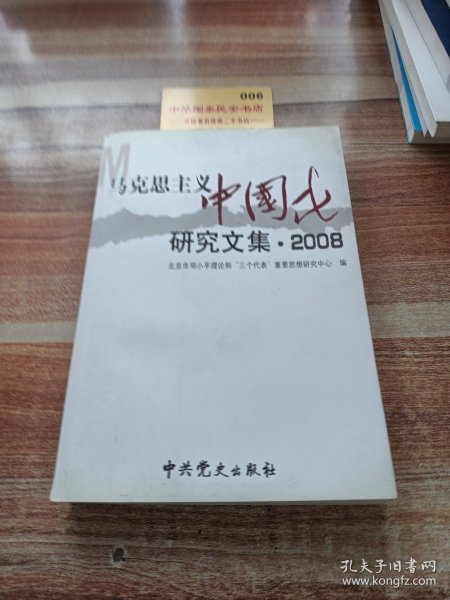 006
中华国乡民文书店
M
马克思主义
中國化
研究文集·2008
北京市邓小平理论和“三个代表”重要思想研究中心 编
中共党史出版社
孔夫子旧书网
www.kongfz.com